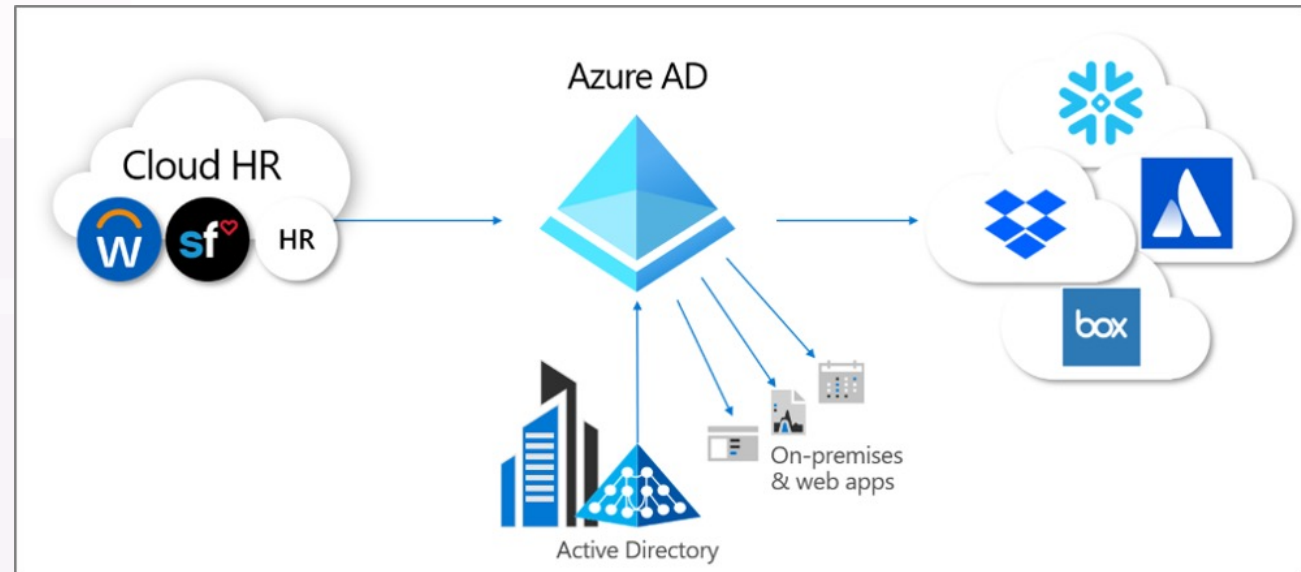 Azure AD
Cloud HR
w
sf
HR
box
On-premises
& web apps
Active Directory